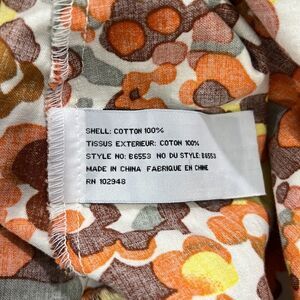 SHELL: COTTON 100%
TISSUS EXTERIEUR: COTON 100%
STYLE NO: B6553 NO DU STYLE: B6553
MADE IN CHINA FABRIQUE EN CHINE
RN 102948